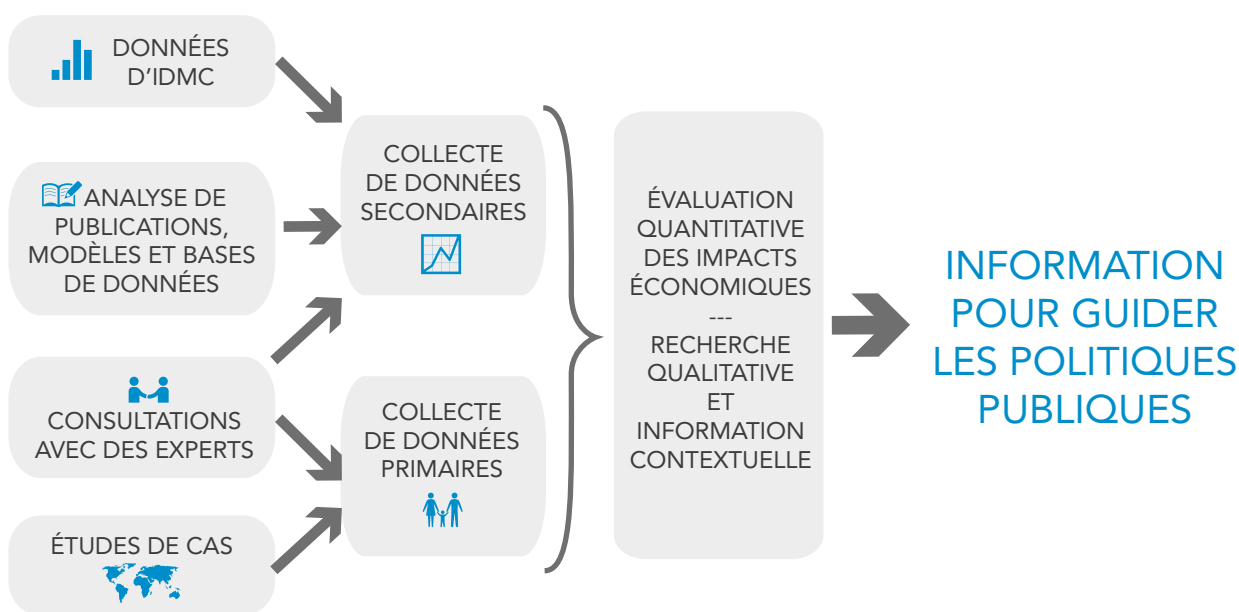 DONNÉES
D’IDMC
ANALYSE DE
PUBLICATIONS,
MODÈLES ET BASES
DE DONNÉES
CONSULTATIONS
AVEC DES EXPERTS
ÉTUDES DE CAS
COLLECTE
DE DONNÉES
SECONDAIRES
COLLECTE
DE DONNÉES
PRIMAIRES
ÉVALUATION
QUANTITATIVE
DES IMPACTS
ÉCONOMIQUES
---
RECHERCHE
QUALITATIVE
ET
INFORMATION
CONTEXTUELLE
INFORMATION
POUR GUIDER
LES POLITIQUES
PUBLIQUES